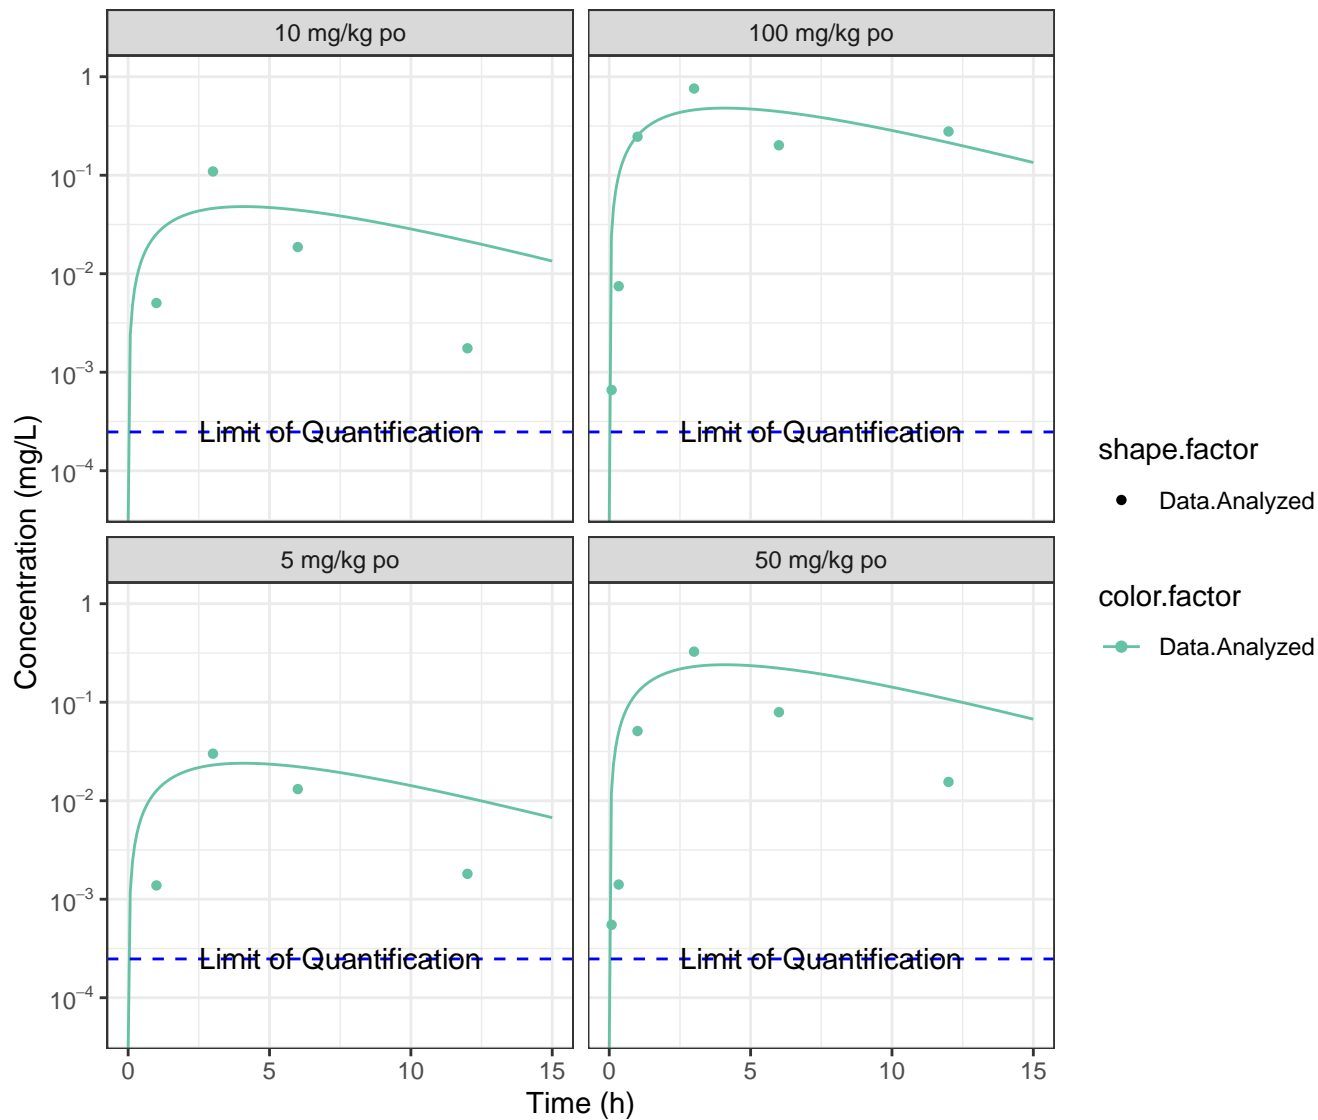 10 mg/kg po
100 mg/kg po
1
10⁻¹
10⁻²
10⁻³
10⁻⁴
Limit of Quantification
Limit of Quantification
5 mg/kg po
50 mg/kg po
1
10⁻¹
10⁻²
10⁻³
10⁻⁴
Limit of Quantification
Limit of Quantification
0 5 10 15
0 5 10 15
Time (h)
Concentration (mg/L)
shape.factor
Data.Analyzed
color.factor
Data.Analyzed